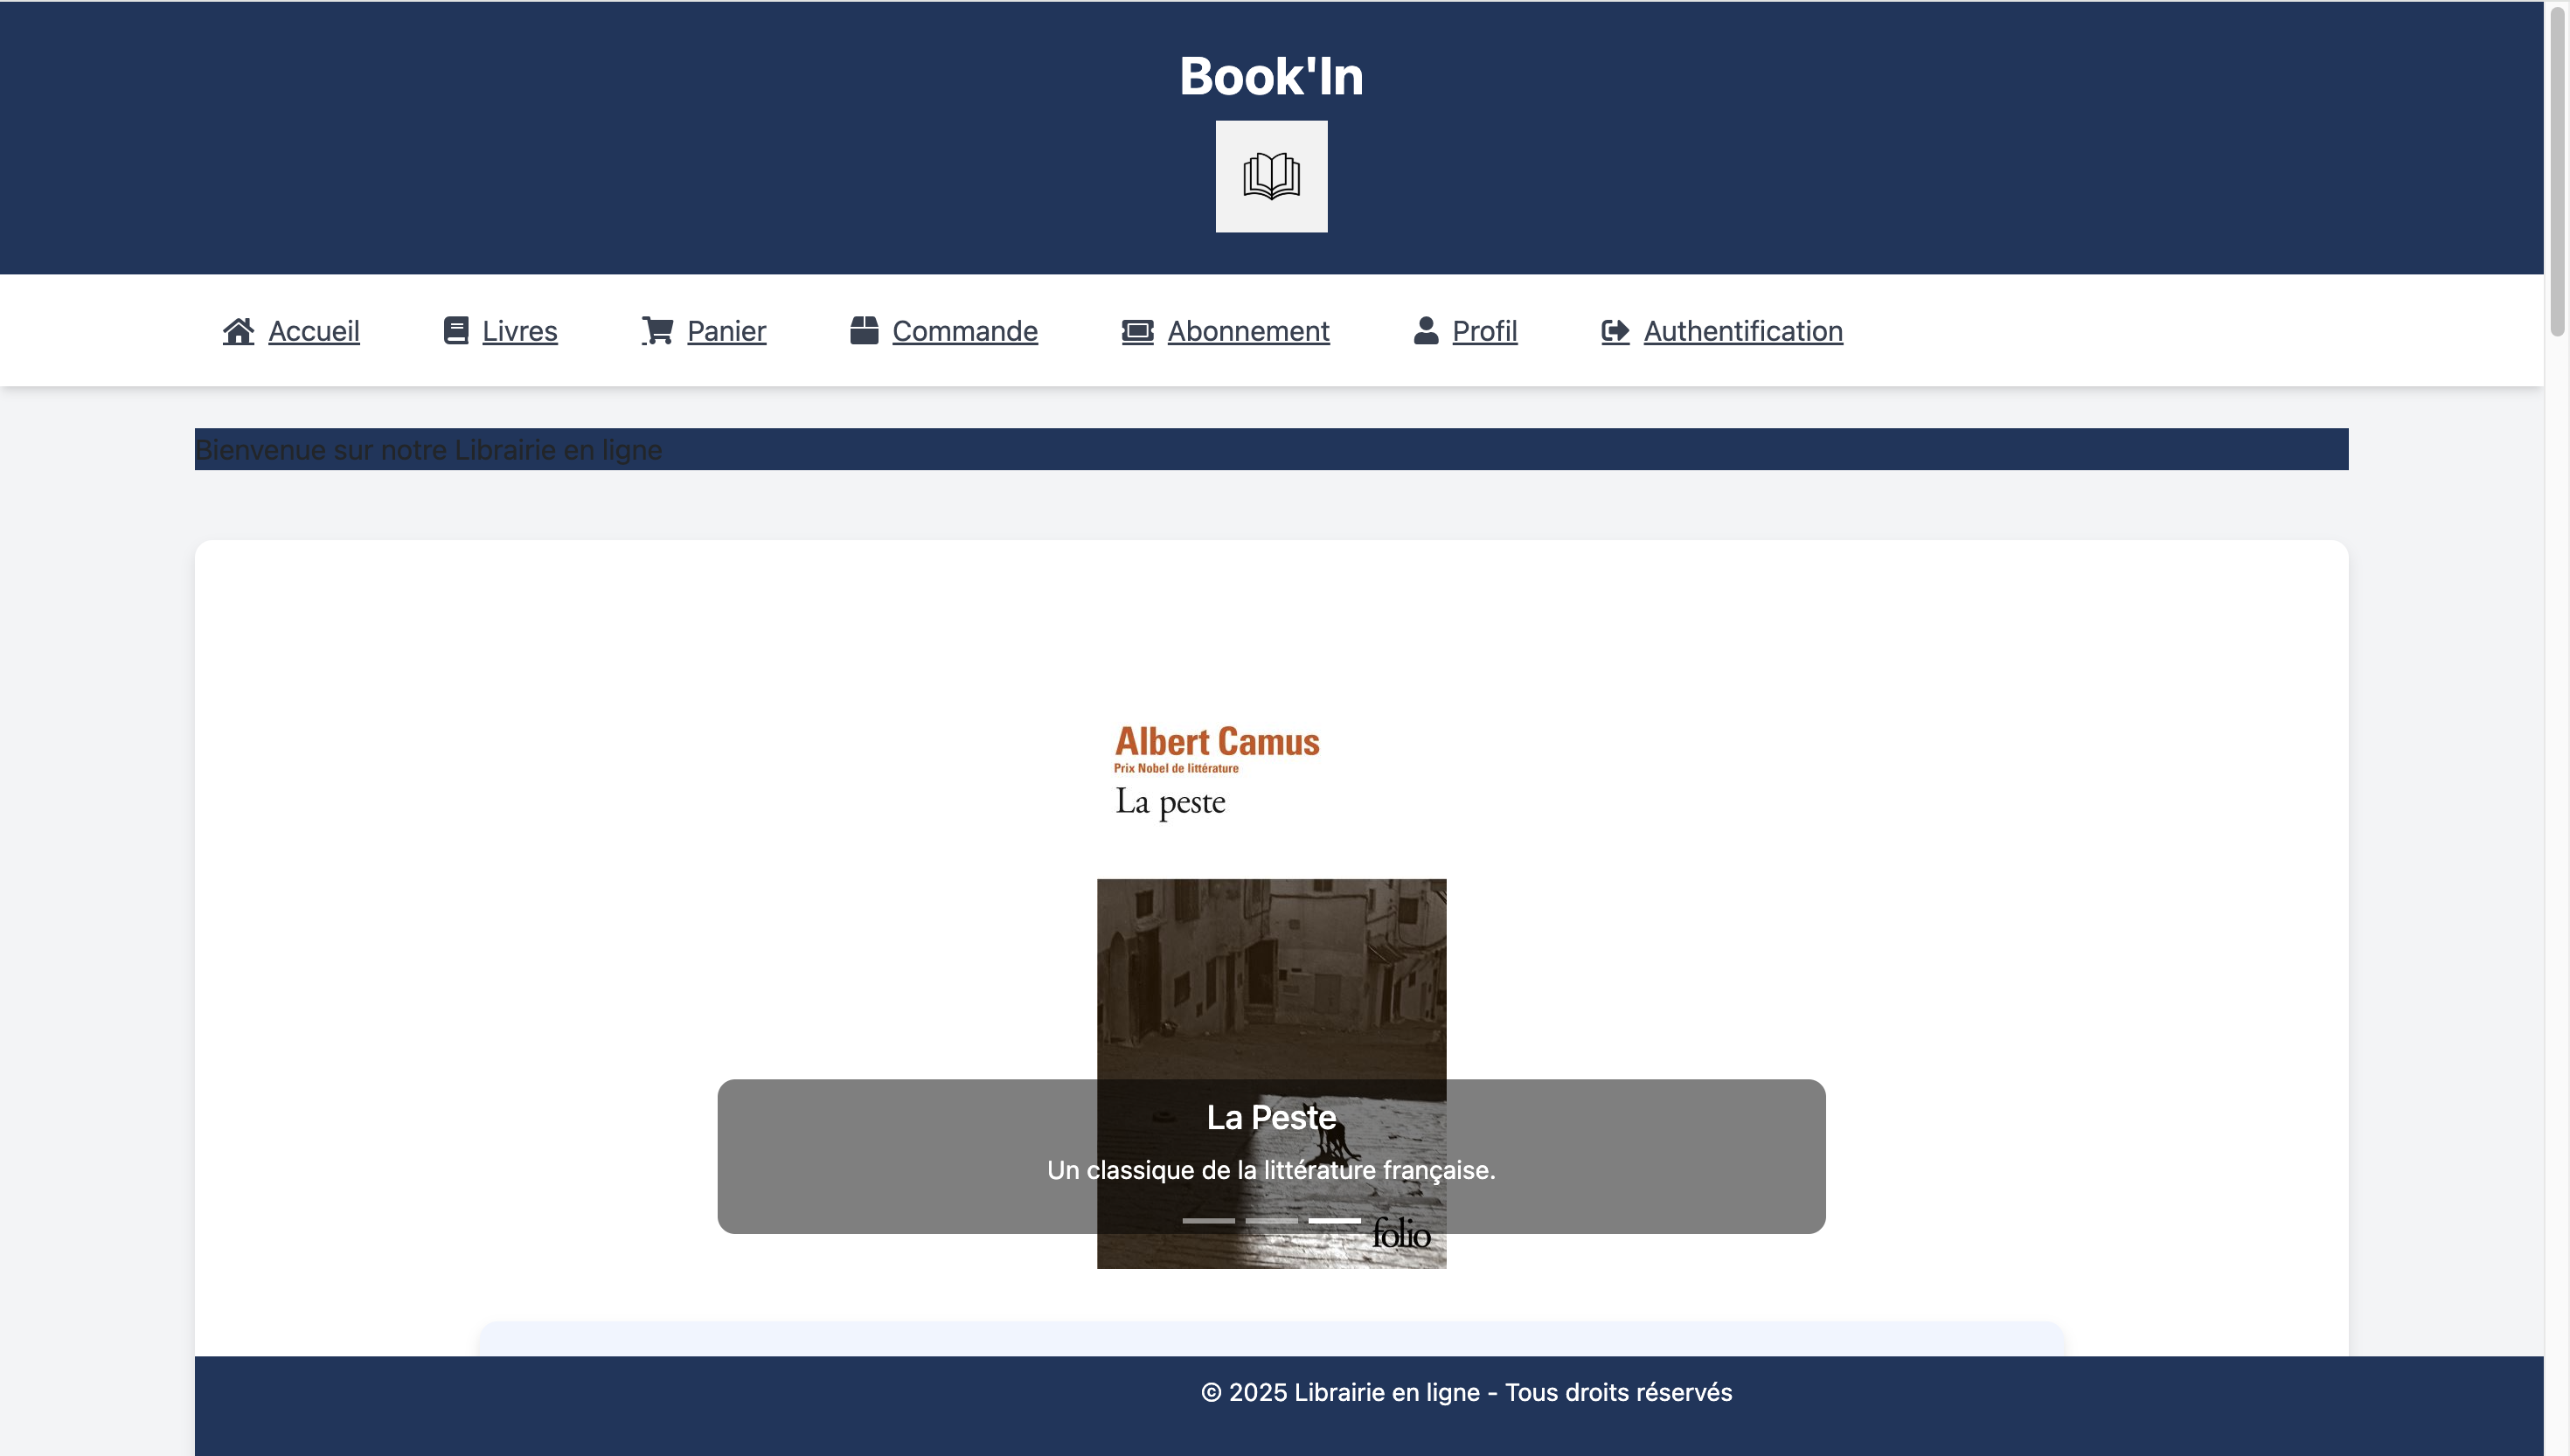 Book'In
Accueil Livres Panier Commande Abonnement Profil Authentification
Bienvenue sur notre Librairie en ligne
Albert Camus
Prix Nobel de littérature
La peste
La Peste
Un classique de la littérature française.
folio
© 2025 Librairie en ligne - Tous droits réservés